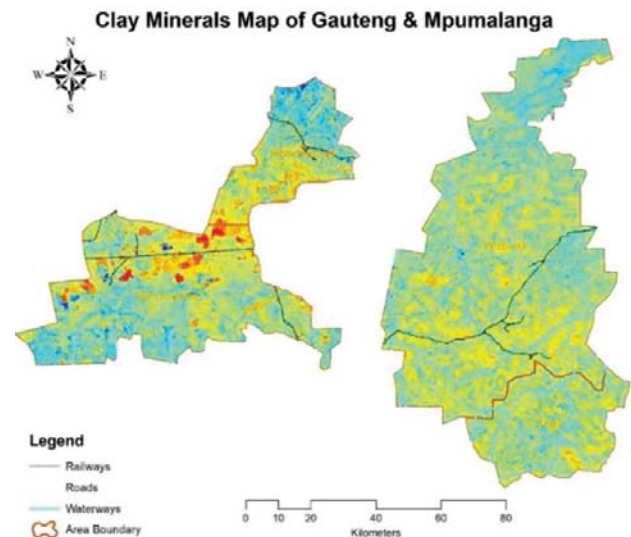 Clay Minerals Map of Gauteng & Mpumalanga
N
W E
S
Legend
Railways
Roads
Waterways
Area Boundary
0 10 20 40 60 80
Kilometers